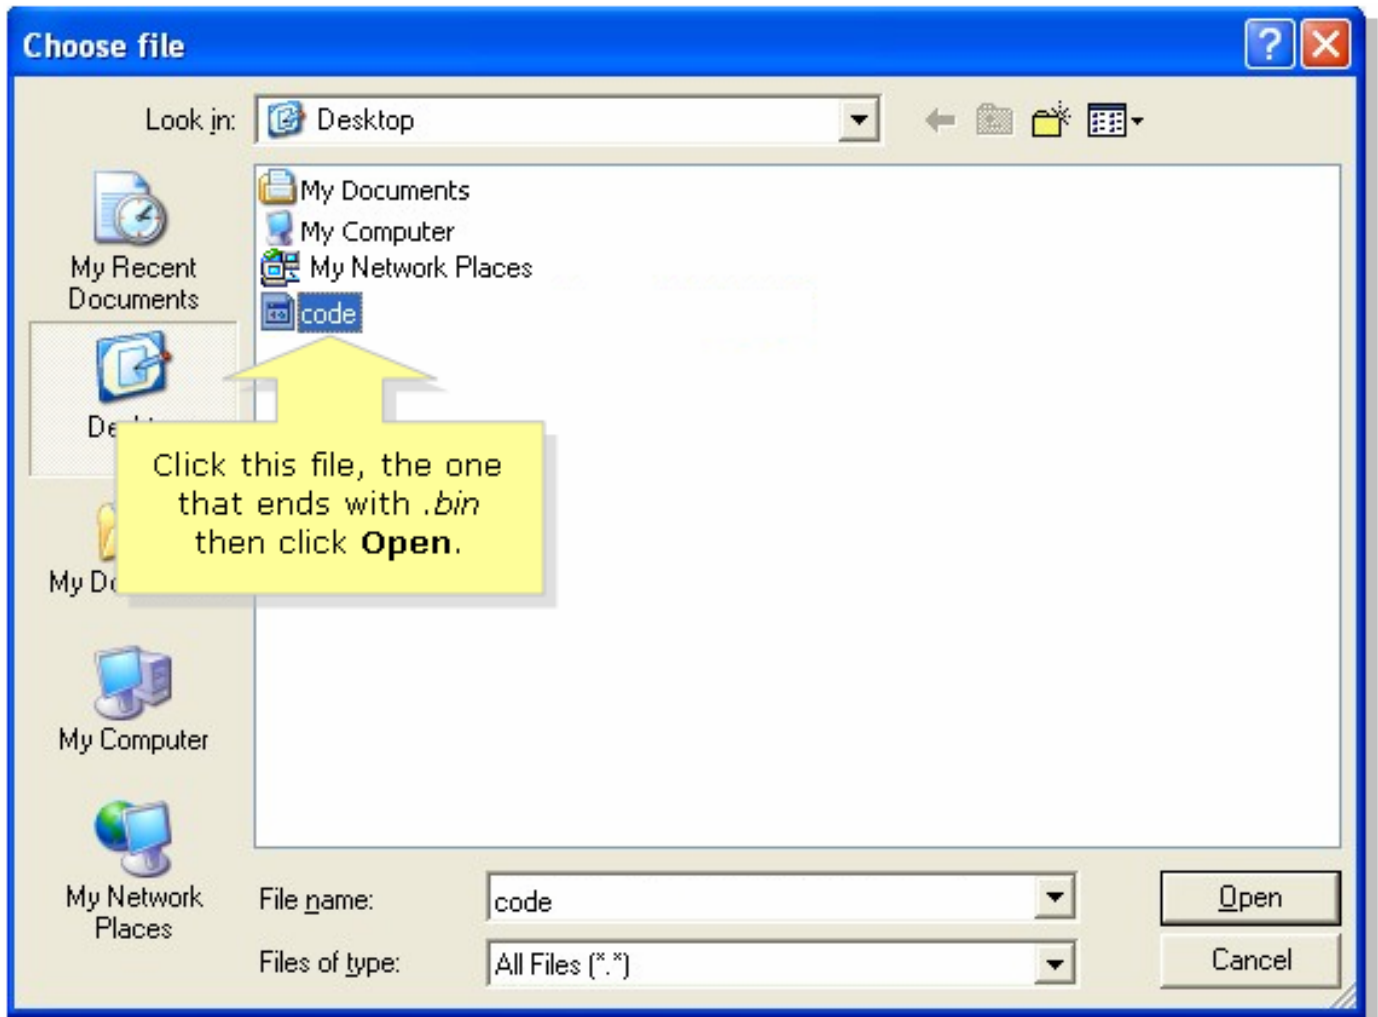 Choose file
Look in:
Desktop
My Documents
My Computer
My Network Places
code
My Recent
Documents
Click this file, the one
that ends with .bin
then click Open.
My Computer
My Network
Places
File name:
code
Open
Files of type:
All Files (*.*)
Cancel